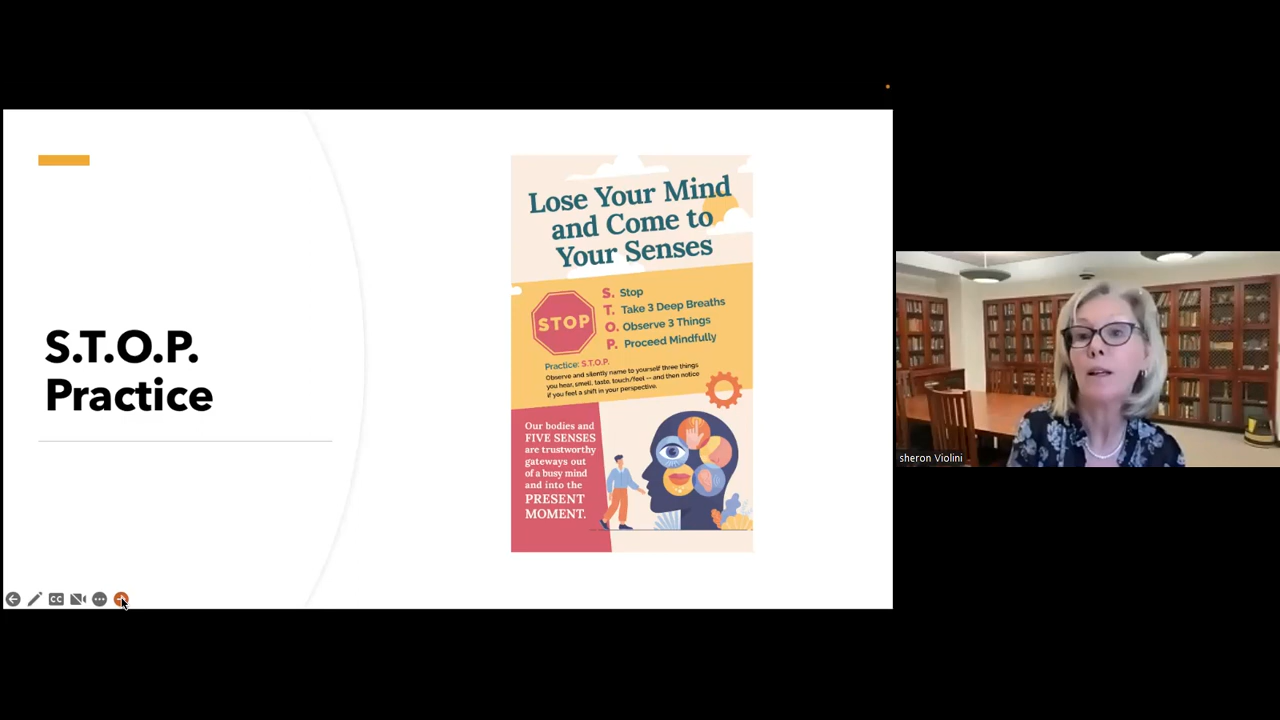 S.T.O.P.
Practice
Lose Your Mind
and Come to
Your Senses
STOP
S. Stop
T. Take 3 Deep Breaths
O. Observe 3 Things
P. Proceed Mindfully
Practice: S.T.O.P.
Observe and silently name to yourself three things
you hear, smell, taste, touch/feel -- and then notice
if you feel a shift in your perspective.
Our bodies and
FIVE SENSES
are trustworthy
gateways out
of a busy mind
and into the
PRESENT
MOMENT.
CC
sheron Violini